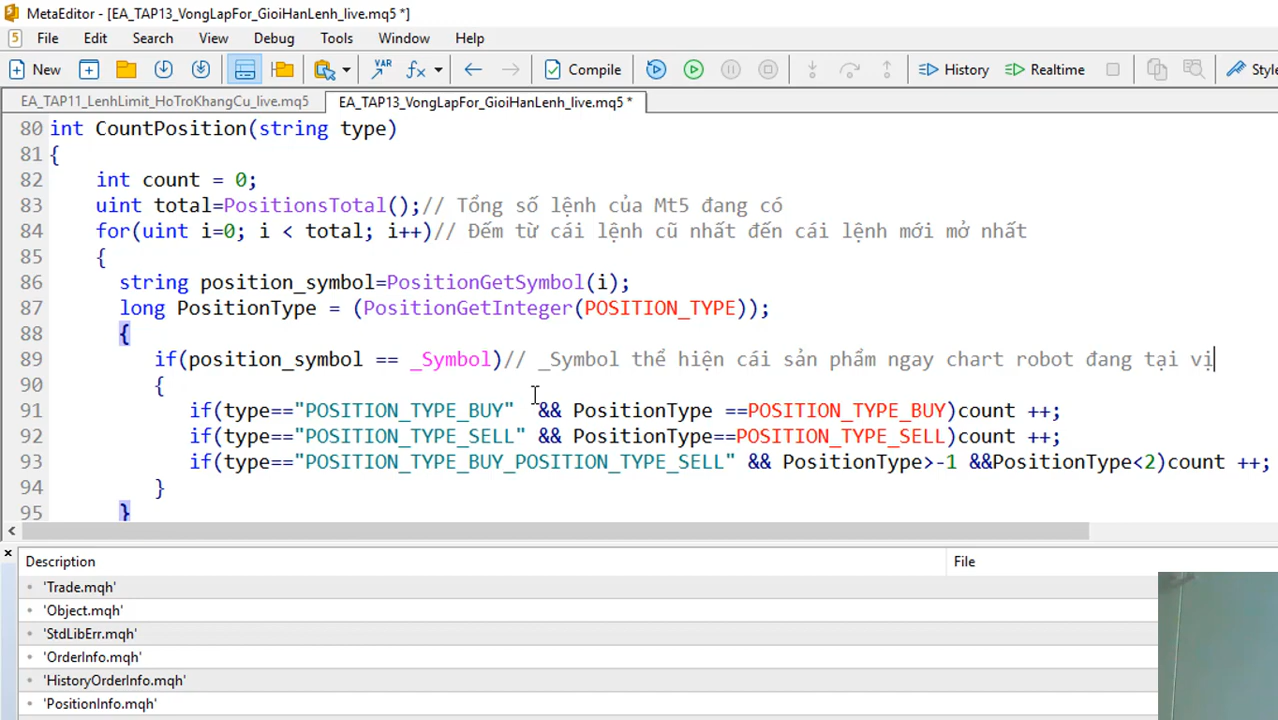 MetaEditor - [EA_TAP13_VongLapFor_GioiHanLenh_live.mq5 *]
5 File Edit Search View Debug Tools Window Help
New VAR fx Compile History Realtime Style
EA_TAP11_LenhLimit_HoTroKhangCu_live.mq5 EA_TAP13_VongLapFor_GioiHanLenh_live.mq5 *
80 int CountPosition(string type)
81 {
82 int count = 0;
83 uint total=PositionsTotal();// Tổng số lệnh của Mt5 đang có
84 for(uint i=0; i < total; i++)// Đếm từ cái lệnh cũ nhất đến cái lệnh mới mở nhất
85 {
86 string position_symbol=PositionGetSymbol(i);
87 long PositionType = (PositionGetInteger(POSITION_TYPE));
88 {
89 if(position_symbol == _Symbol)// _Symbol thể hiện cái sản phẩm ngay chart robot đang tại vị
90 {
91 if(type=="POSITION_TYPE_BUY" && PositionType ==POSITION_TYPE_BUY)count ++;
92 if(type=="POSITION_TYPE_SELL" && PositionType==POSITION_TYPE_SELL)count ++;
93 if(type=="POSITION_TYPE_BUY_POSITION_TYPE_SELL" && PositionType>-1 &&PositionType<2)count ++;
94 }
95 }
Description File
'Trade.mqh'
'Object.mqh'
'StdLibErr.mqh'
'OrderInfo.mqh'
'HistoryOrderInfo.mqh'
'PositionInfo.mqh'